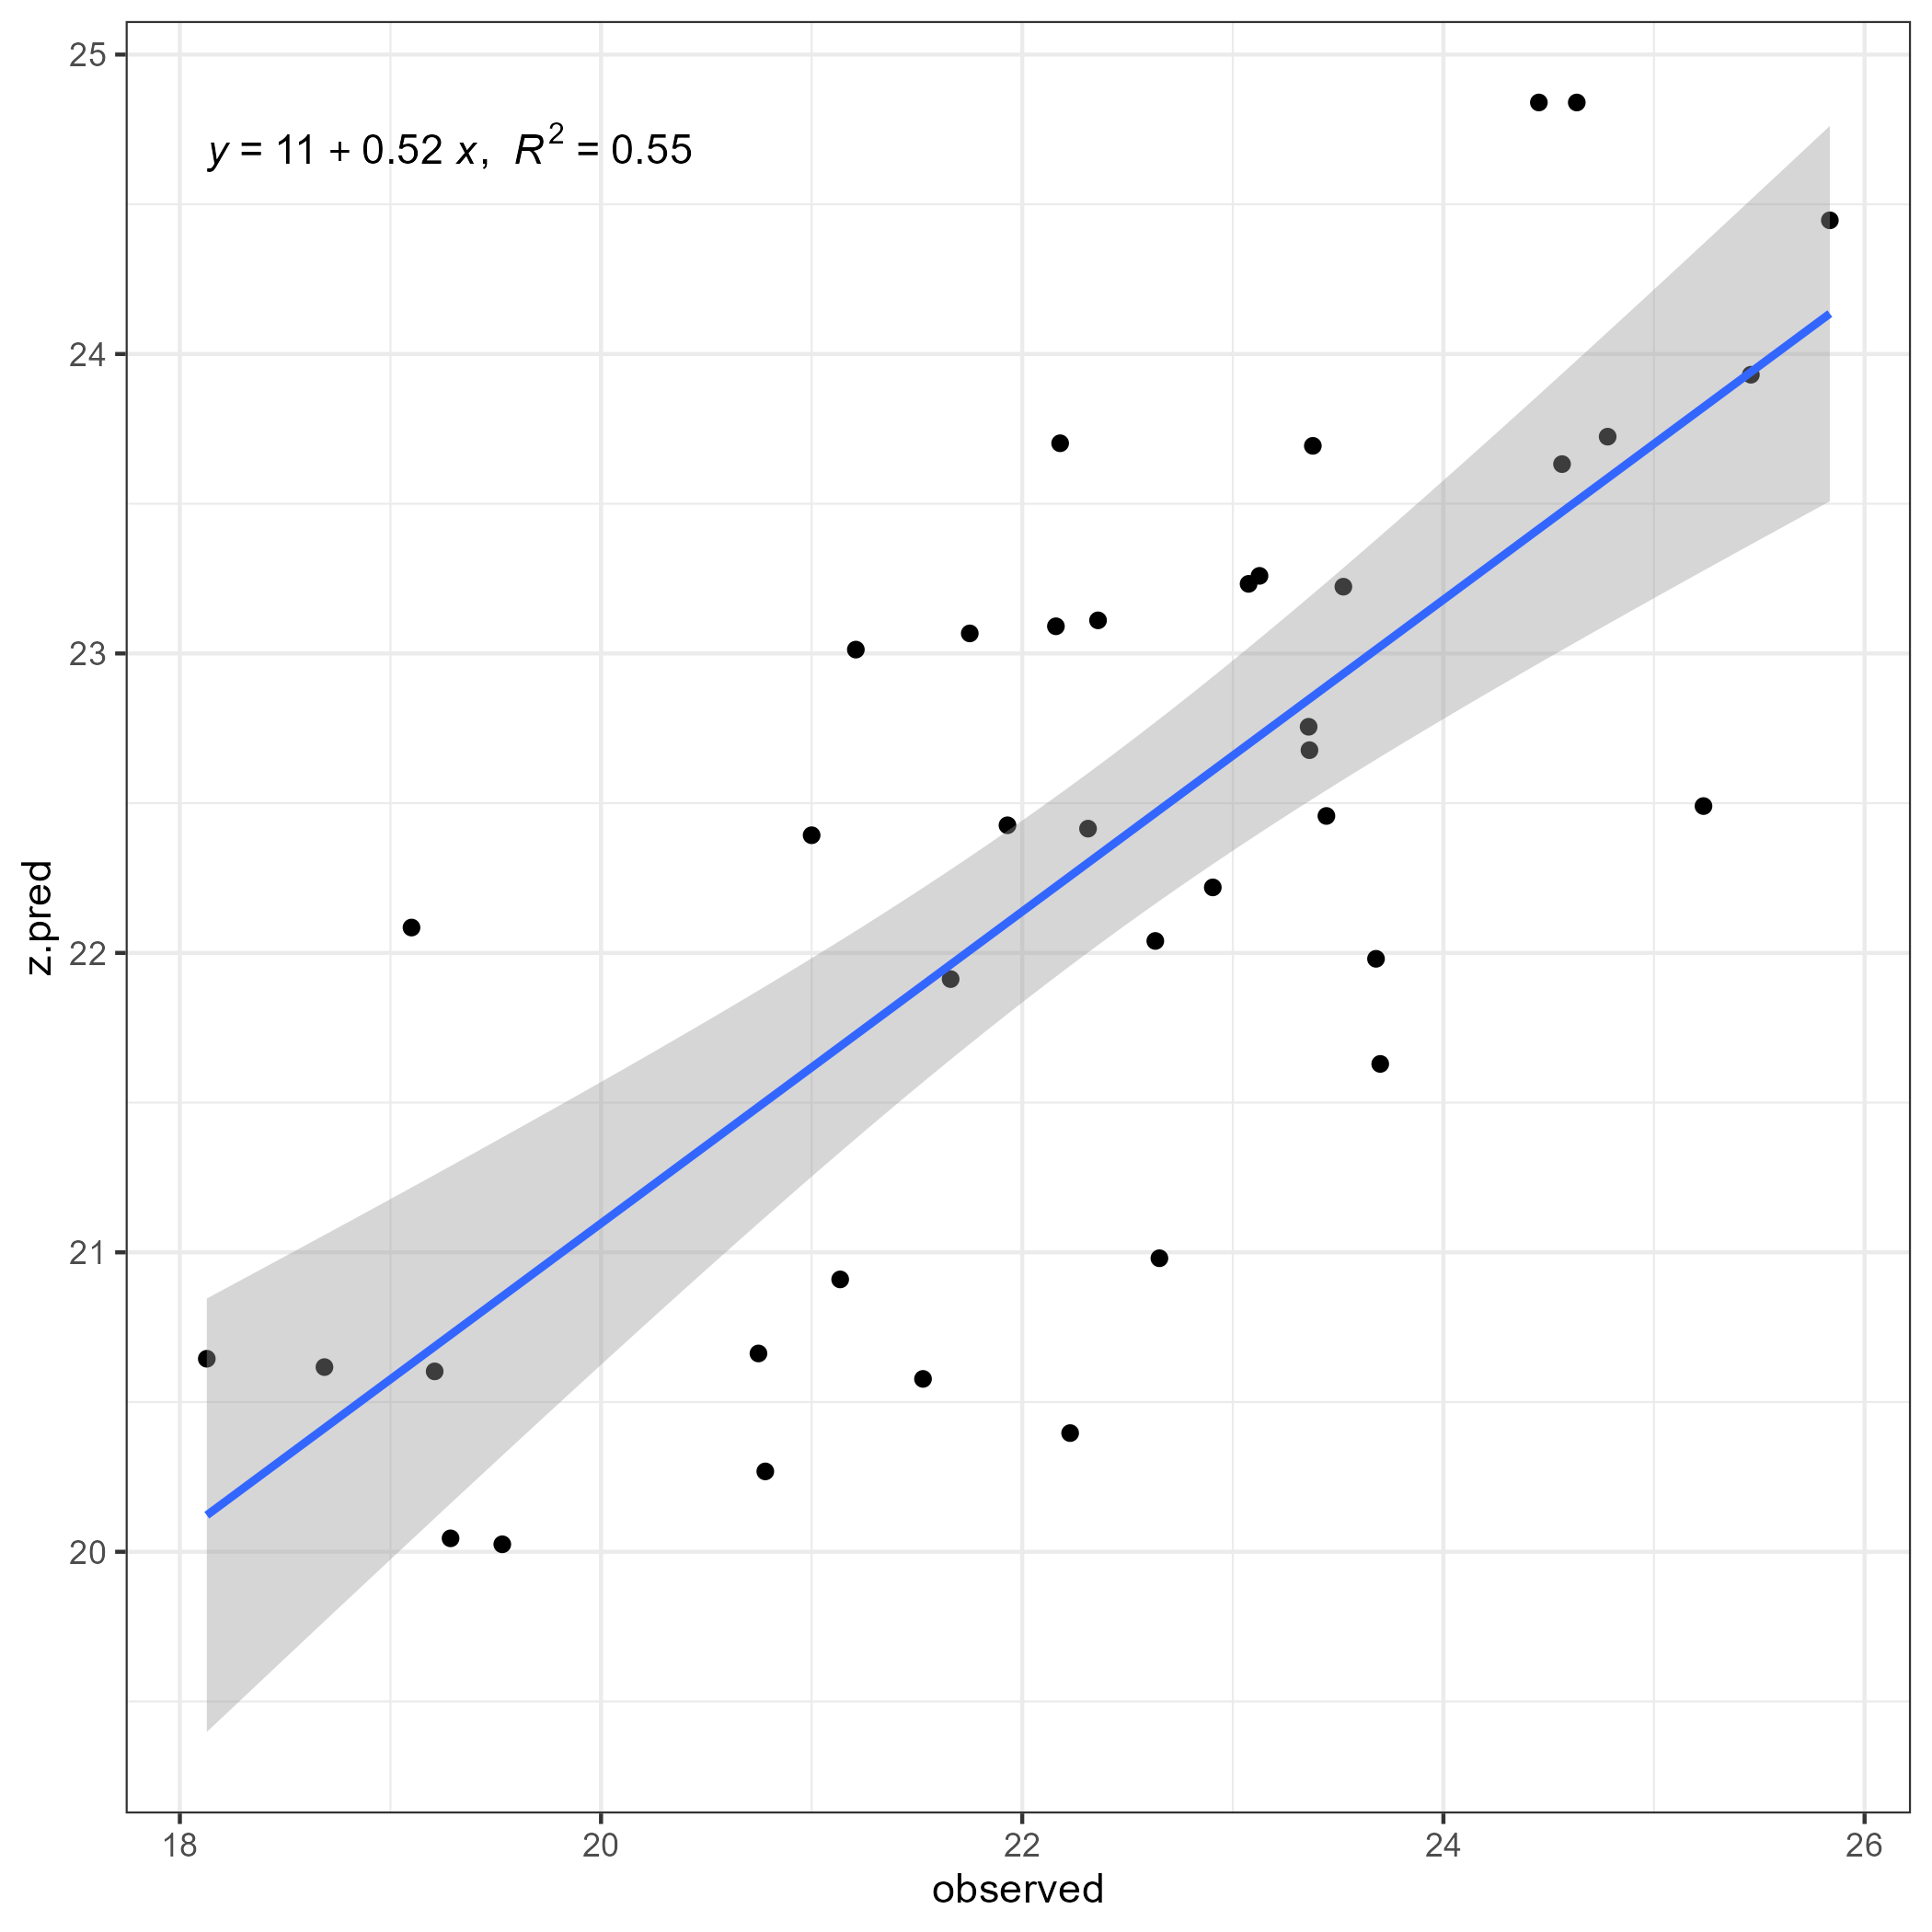 y = 11 + 0.52 x, R² = 0.55
25
24
23
22
21
20
z.pred
18 20 22 24 26
observed